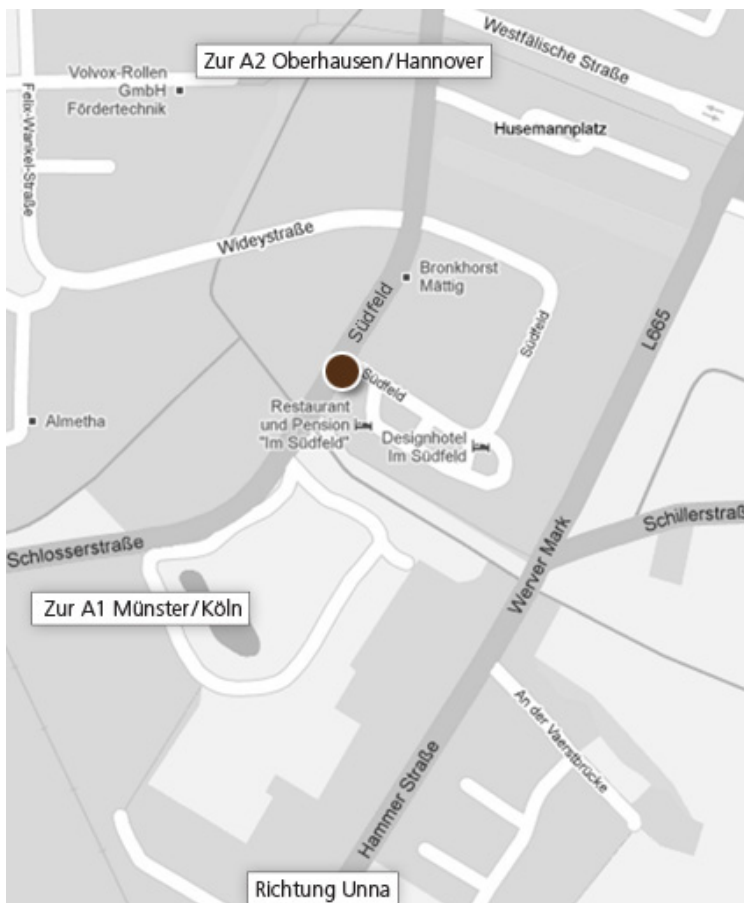 Westfälische Straße
Zur A2 Oberhausen/Hannover
Volvox-Rollen
GmbH
Fördertechnik
Felix-Wankel-Straße
Husemannplatz
Wideystraße
Bronkhorst
Mättig
Südfeld
Südfeld
L665
Südfeld
Restaurant
und Pension
"Im Südfeld"
Almetha
Designhotel
Im Südfeld
Schillerstraß
Schlosserstraße
Werver Mark
Zur A1 Münster/Köln
An der Vaerstbrücke
Hammer Straße
Richtung Unna